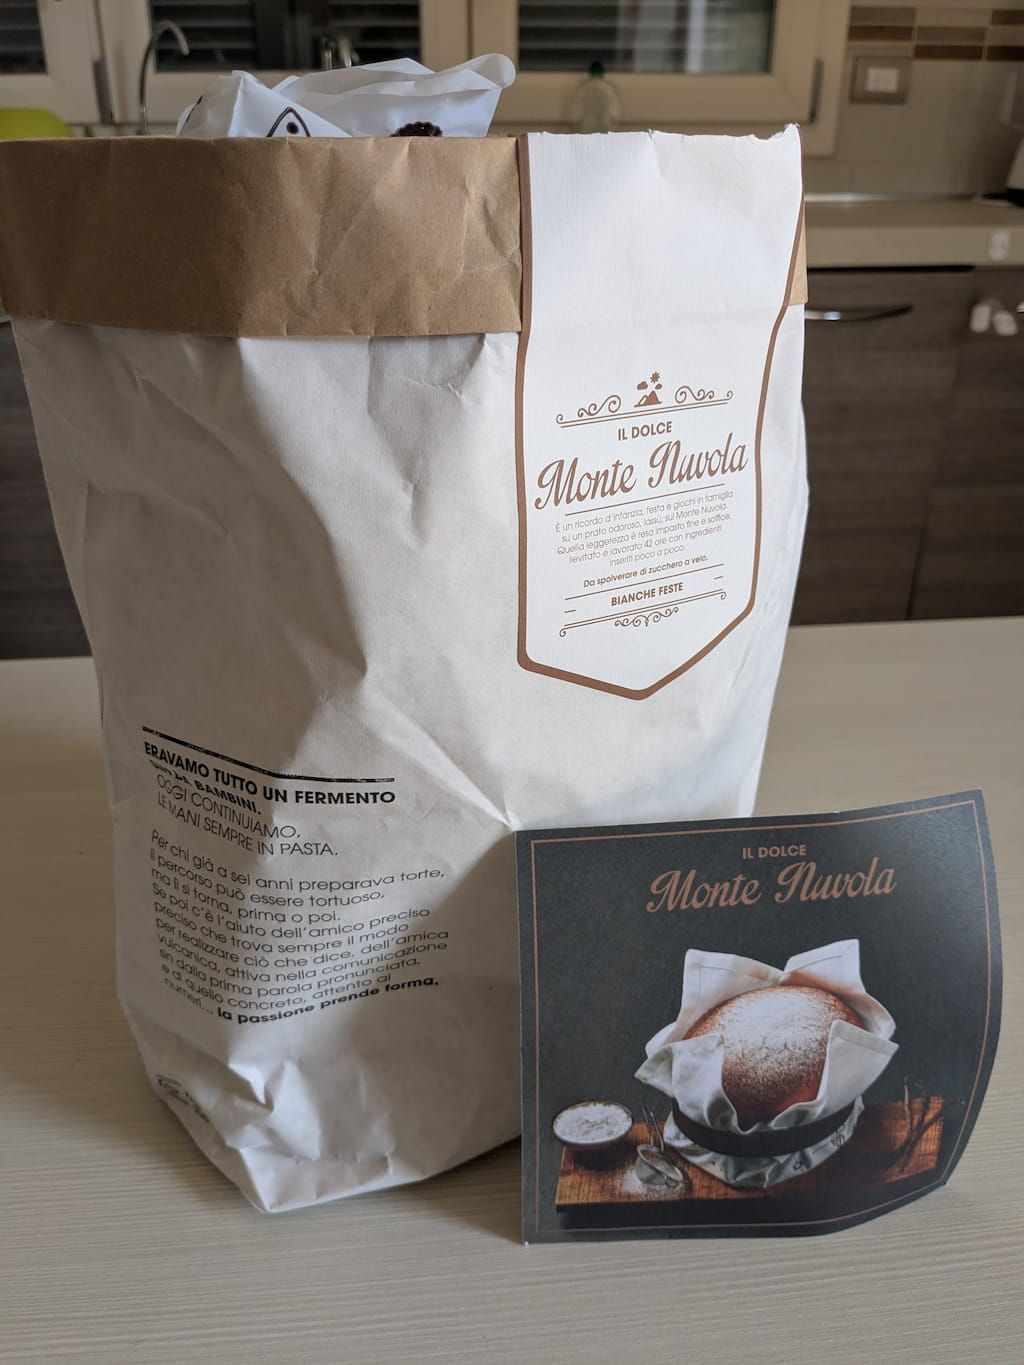 IL DOLCE
Monte Nuvola
È un ricordo d'infanzia, festa e giochi in famiglia
su un prato odoroso, lassù, sul Monte Nuvola.
Quella leggerezza è resa impasto fine e soffice,
lievitato e lavorato 42 ore con ingredienti
inseriti poco a poco.
Da spolverare di zucchero a velo.
BIANCHE FESTE
ERAVAMO TUTTO UN FERMENTO
BAMBINI.
OGGI CONTINUIAMO,
LE MANI SEMPRE IN PASTA.
Per chi già a sei anni preparava torte,
il percorso può essere tortuoso,
ma lì si torna, prima o poi.
Se poi c'è l'aiuto dell'amico preciso
preciso che trova sempre il modo
per realizzare ciò che dice, dell'amica
vulcanica, attiva nella comunicazione
sin dalla prima parola pronunciata,
e di quello concreto, attento ai
numeri... la passione prende forma.
IL DOLCE
Monte Nuvola